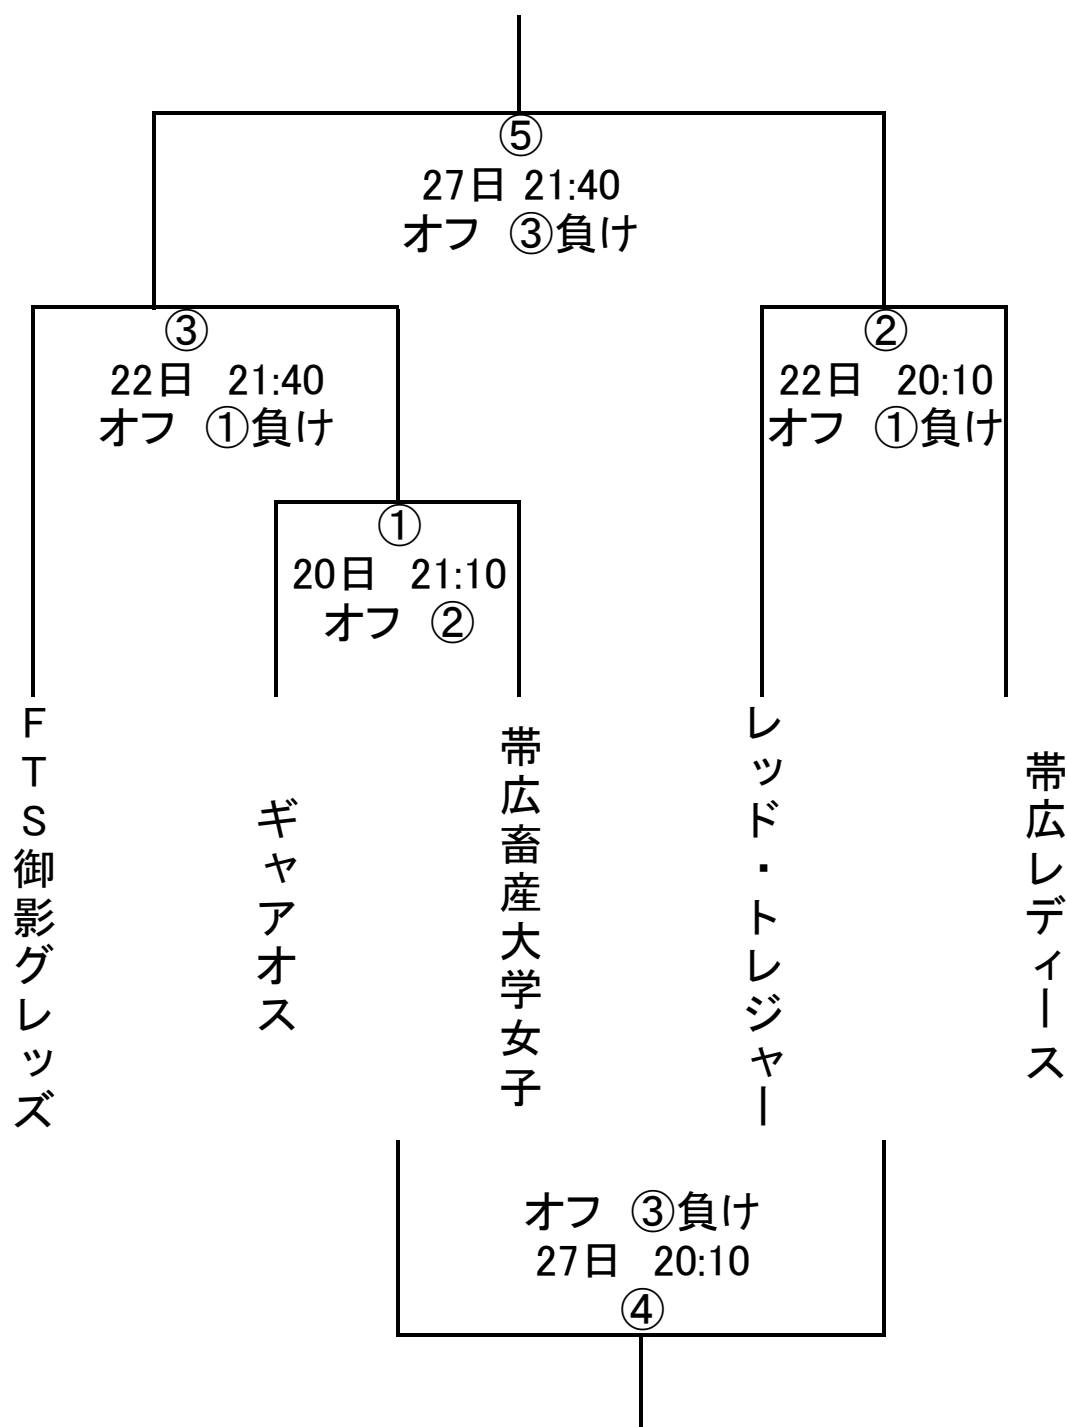 ⑤
27日 21:40
オフ ③負け
③
22日 21:40
オフ ①負け
②
22日 20:10
オフ ①負け
①
20日 21:10
オフ ②
FTS御影グレッズ
ギャアオス
帯広畜産大学女子
レッド・トレジャー
帯広レディース
オフ ③負け
27日 20:10
④